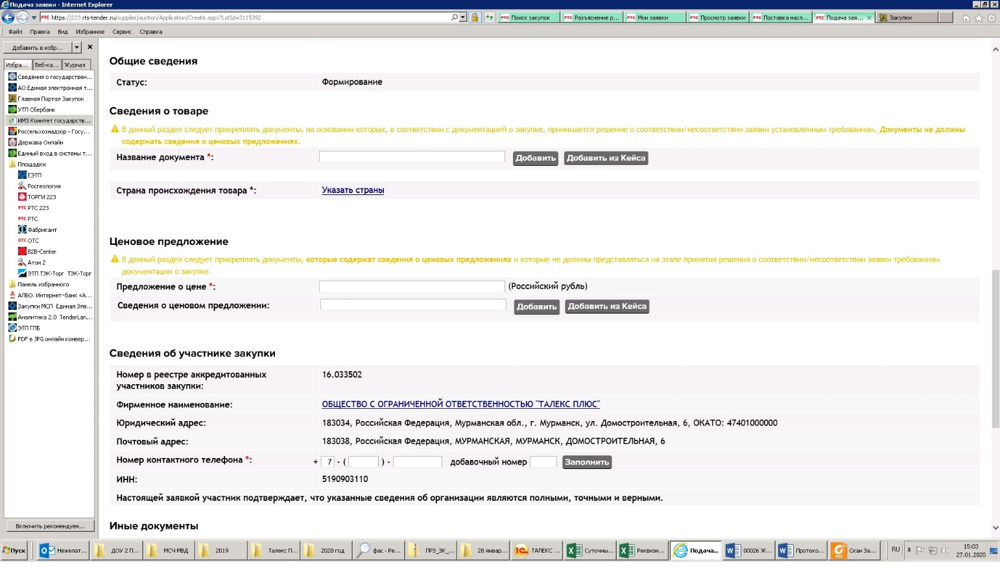 Подача заявки - Internet Explorer
РТС https://223.rts-tender.ru/supplier/auction/Application/Create.aspx?LotId=3115392
РТС Поиск закупок
РТС Разъяснение р...
РТС Мои заявки
РТС Просмотр заявки
РТС Поставка масл...
РТС Подача зая...
Закупки
Файл Правка Вид Избранное Сервис Справка
Добавить в избр...
Избра... Веб-ка... Журнал
Сведения о государствен...
АО Единая электронная т...
Главная Портал Закупок
УТП Сбербанк
ИМЗ Комитет государств...
Россельхознадзор - Госу...
Держава Онлайн
Единый вход в системы т...
Площадки
ЕЭТП
Росгеология
ТОРГИ 223
РТС РТС 223
РТС РТС
Фабрикант
ОТС ОТС
B2B-Center
Атом 2
ЭТП ТЭК-Торг ТЭК-Торг
Панель избранного
АЛБО. Интернет-банк «А...
Закупки МСП Единая Эле...
Аналитика 2.0 TenderLan...
ЭТП ГПБ
PDF в JPG онлайн конвер...
Включить рекомендуем...
Общие сведения
Статус: Формирование
Сведения о товаре
В данный раздел следует прикреплять документы, на основании которых, в соответствии с документацией о закупке, принимается решение о соответствии/несоответствии заявки установленным требованиям. Документы не должны
содержать сведения о ценовых предложениях.
Название документа *: Добавить Добавить из Кейса
Страна происхождения товара *: Указать страны
Ценовое предложение
В данный раздел следует прикреплять документы, которые содержат сведения о ценовых предложениях и которые не должны представляться на этапе принятия решения о соответствии/несоответствии заявки требованиям
документации о закупке.
Предложение о цене *: (Российский рубль)
Сведения о ценовом предложении: Добавить Добавить из Кейса
Сведения об участнике закупки
Номер в реестре аккредитованных 16.033502
участников закупки:
Фирменное наименование: ОБЩЕСТВО С ОГРАНИЧЕННОЙ ОТВЕТСТВЕННОСТЬЮ "ТАЛЕКС ПЛЮС"
Юридический адрес: 183034, Российская Федерация, Мурманская обл., г. Мурманск, ул. Домостроительная, 6, ОКАТО: 47401000000
Почтовый адрес: 183038, Российская Федерация, МУРМАНСКАЯ, МУРМАНСК, ДОМОСТРОИТЕЛЬНАЯ, 6
Номер контактного телефона *: + 7 - ( ) - добавочный номер Заполнить
ИНН: 5190903110
Настоящей заявкой участник подтверждает, что указанные сведения об организации являются полными, точными и верными.
Иные документы
Пуск Нежелат... ДОУ 2 П... МСЧ МВД 2019 Талекс П... 2020 год фас - Ре... ПРЗ_ЗК_... 28 январ... ТАЛЕКС ... Суточны... Реквизи... Подача... 00026 Ж... Протоко... Скан За... RU 15:03
27.01.2020